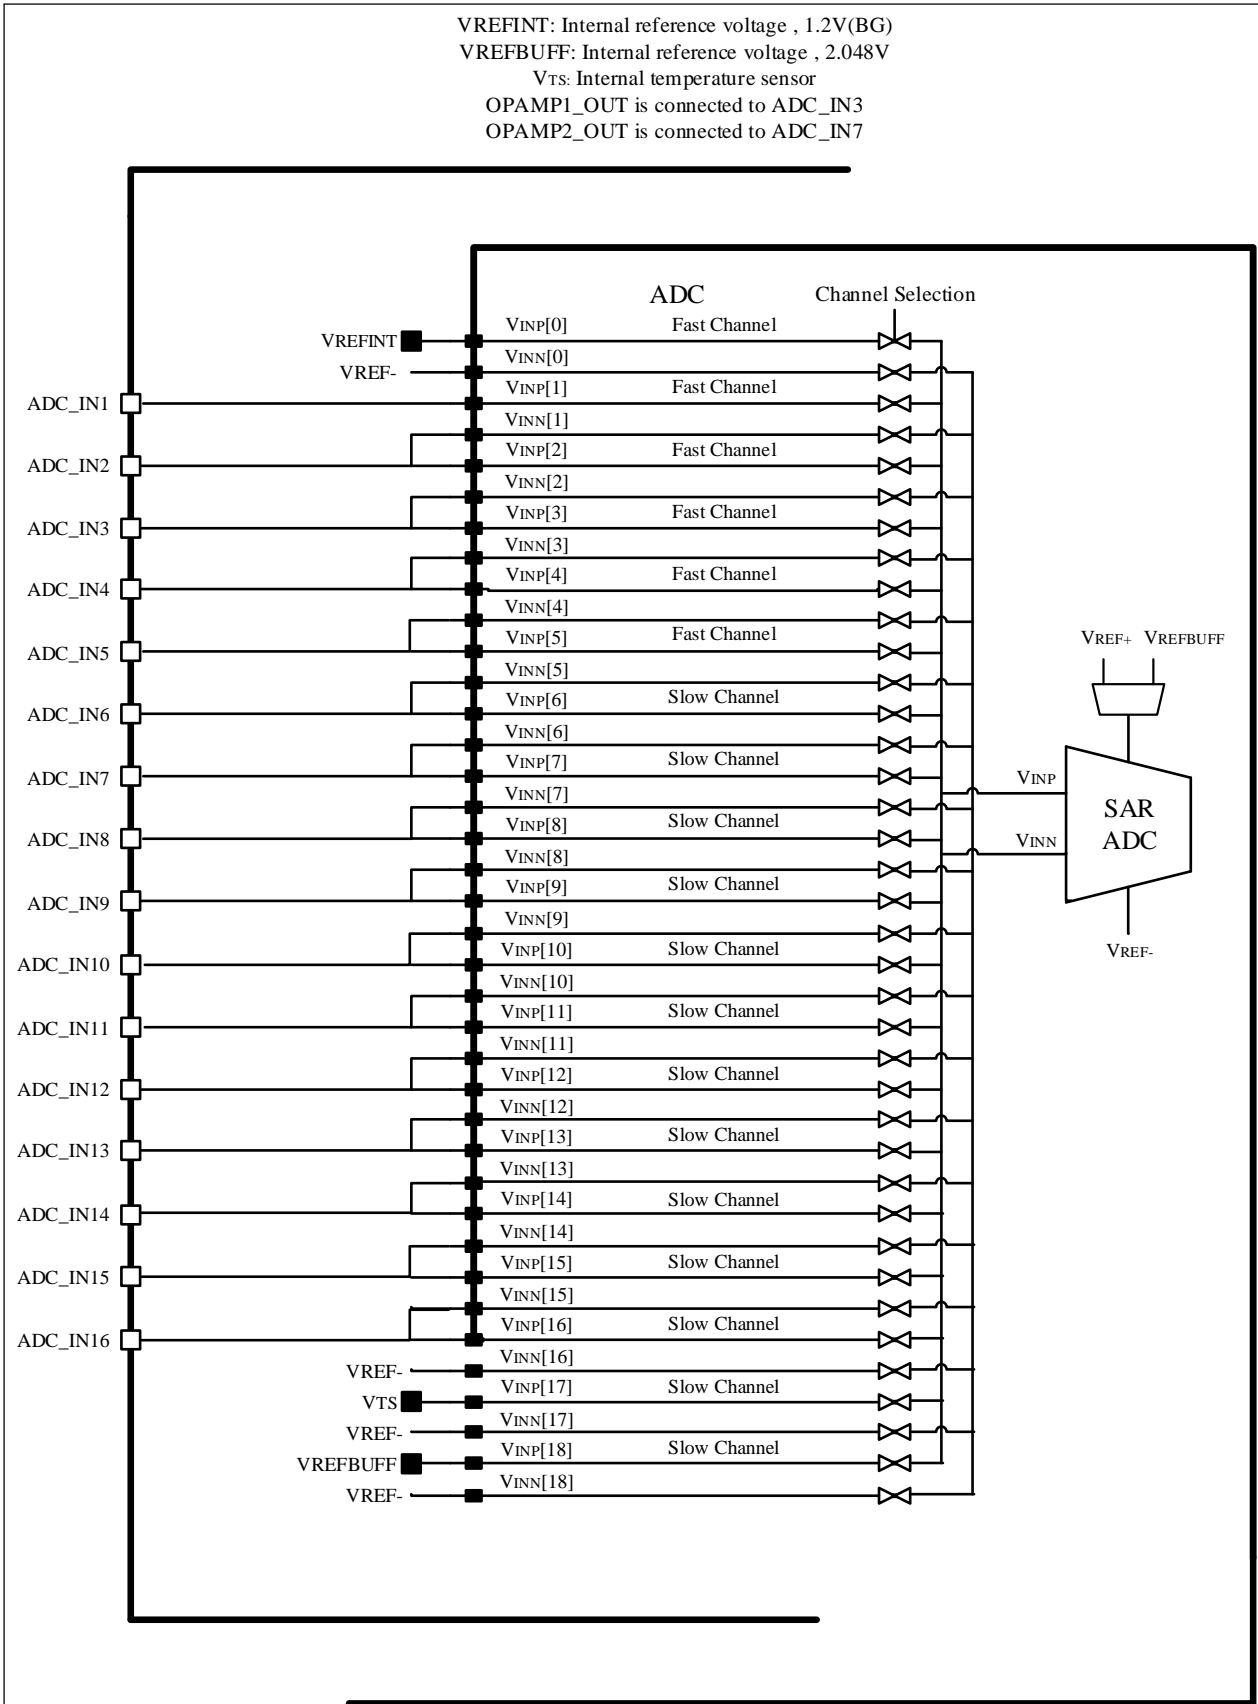 VREFINT: Internal reference voltage , 1.2V(BG)
VREFBUFF: Internal reference voltage , 2.048V
VTS: Internal temperature sensor
OPAMP1_OUT is connected to ADC_IN3
OPAMP2_OUT is connected to ADC_IN7
ADC Channel Selection
VINP[0] Fast Channel
VREFINT
VINN[0]
VREF-
VINP[1] Fast Channel
ADC_IN1
VINN[1]
VINP[2] Fast Channel
ADC_IN2
VINN[2]
VINP[3] Fast Channel
ADC_IN3
VINN[3]
VINP[4] Fast Channel
ADC_IN4
VINN[4]
VINP[5] Fast Channel
VREF+ VREFBUFF
ADC_IN5
VINN[5]
VINP[6] Slow Channel
ADC_IN6
VINN[6]
VINP[7] Slow Channel
ADC_IN7
VINP
VINN[7]
SAR
VINP[8] Slow Channel
ADC_IN8
VINN
ADC
VINN[8]
VINP[9] Slow Channel
ADC_IN9
VINN[9]
VINP[10] Slow Channel
VREF-
ADC_IN10
VINN[10]
VINP[11] Slow Channel
ADC_IN11
VINN[11]
VINP[12] Slow Channel
ADC_IN12
VINN[12]
VINP[13] Slow Channel
ADC_IN13
VINN[13]
VINP[14] Slow Channel
ADC_IN14
VINN[14]
VINP[15] Slow Channel
ADC_IN15
VINN[15]
VINP[16] Slow Channel
ADC_IN16
VINN[16]
VREF-
VINP[17] Slow Channel
VTS
VINN[17]
VREF-
VINP[18] Slow Channel
VREFBUFF
VINN[18]
VREF-